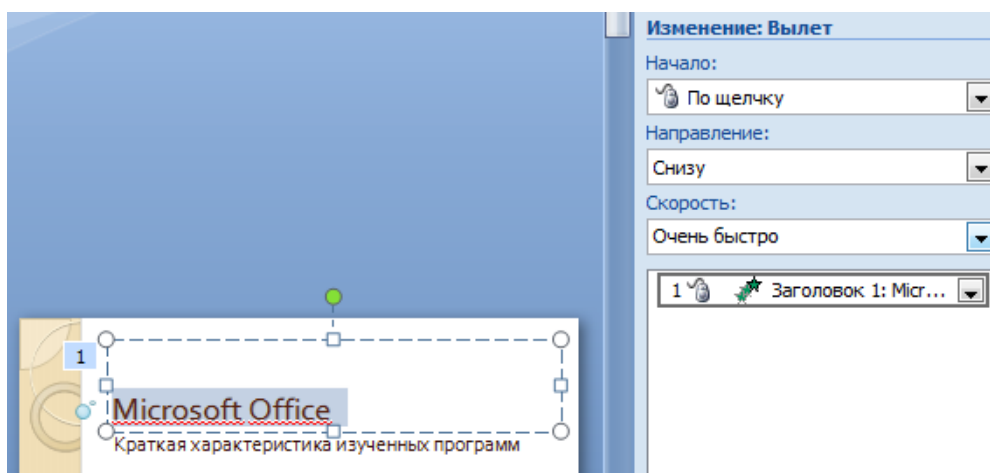 Изменение: Вылет
Начало:
По щелчку
Направление:
Снизу
Скорость:
Очень быстро
1 Заголовок 1: Micr...
1
Microsoft Office
Краткая характеристика изученных программ